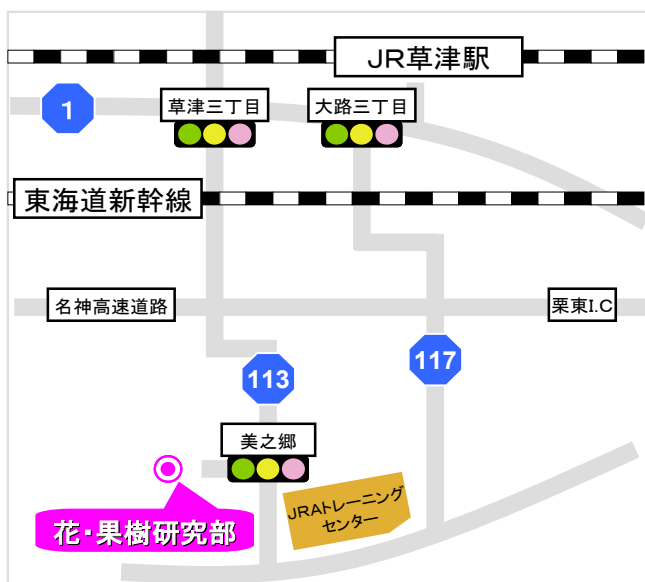 JR草津駅
1
草津三丁目
大路三丁目
東海道新幹線
名神高速道路
栗東I.C
117
113
美之郷
JRAトレーニング
センター
花・果樹研究部